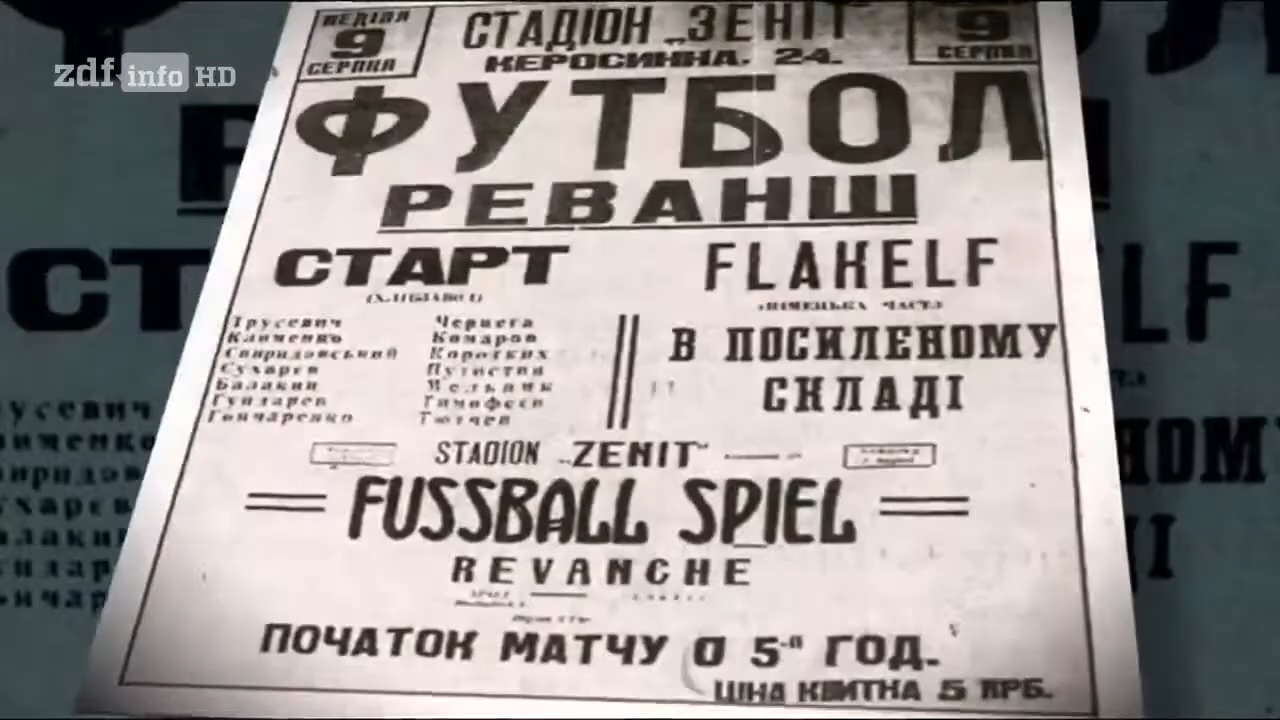 zdf info HD
НЕДІЛЯ
9
СЕРПНЯ
СТАДІОН „ЗЕНІТ"
КЕРОСИННА, 24.
9
СЕРПНЯ
ФУТБОЛ
РЕВАНШ
СТАРТ
FLAKELF
Трусевич
Клименко
Свиридовський
Сухарев
Балакин
Гундарев
Гончаренко
Чернега
Комаров
Коротких
Путистин
Мельник
Тимофеев
Тютчев
В ПОСИЛЕНОМУ
СКЛАДІ
STADION „ZENIT"
FUSSBALL SPIEL
REVANCHE
ПОЧАТОК МАТЧУ О 5-й ГОД.
ЦІНА КВИТКА 5 КРБ.